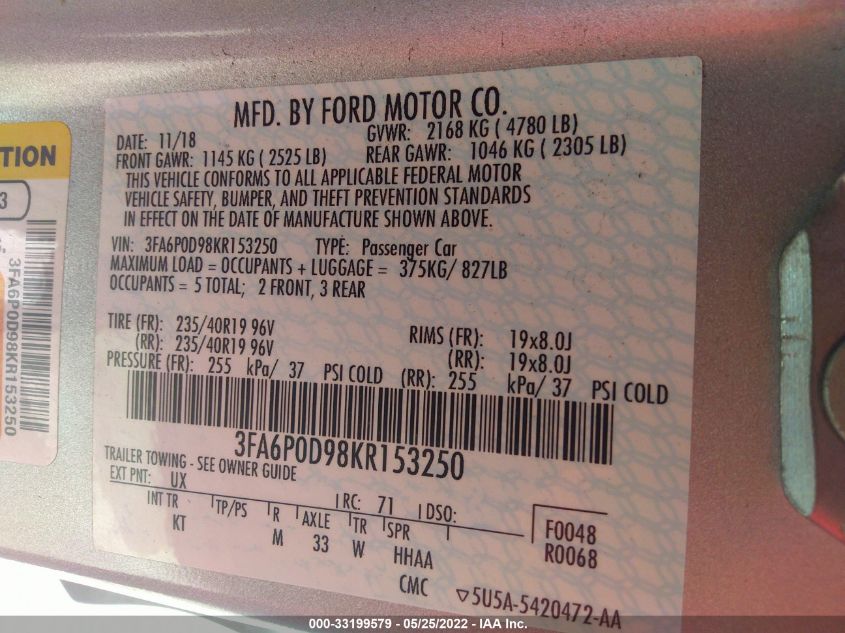 MFD. BY FORD MOTOR CO.
DATE: 11/18 GVWR: 2168 KG ( 4780 LB)
FRONT GAWR: 1145 KG ( 2525 LB) REAR GAWR: 1046 KG ( 2305 LB)
THIS VEHICLE CONFORMS TO ALL APPLICABLE FEDERAL MOTOR
VEHICLE SAFETY, BUMPER, AND THEFT PREVENTION STANDARDS
IN EFFECT ON THE DATE OF MANUFACTURE SHOWN ABOVE.
VIN: 3FA6P0D98KR153250 TYPE: Passenger Car
MAXIMUM LOAD = OCCUPANTS + LUGGAGE = 375KG/ 827LB
OCCUPANTS = 5 TOTAL; 2 FRONT, 3 REAR
TIRE (FR): 235/40R19 96V RIMS (FR): 19x8.0J
(RR): 235/40R19 96V (RR): 19x8.0J
PRESSURE (FR): 255 kPa/ 37 PSI COLD (RR): 255 kPa/ 37 PSI COLD
3FA6P0D98KR153250
TRAILER TOWING - SEE OWNER GUIDE
EXT PNT: UX RC: 71 DSO:
INT TR TP/PS R AXLE TR SPR F0048
KT M 33 W HHAA R0068
CMC 5U5A-5420472-AA
TION
3
3FA6P0D98KR153250
000-33199579 — 05/25/2022 — IAA Inc.